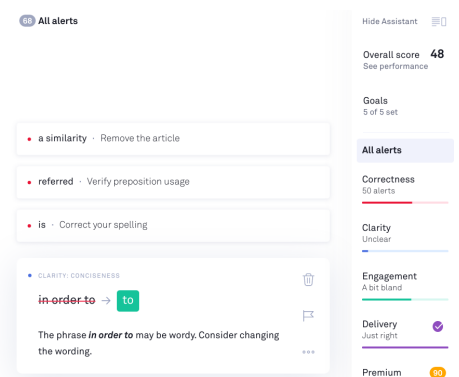 68 All alerts
a similarity · Remove the article
referred · Verify preposition usage
is · Correct your spelling
CLARITY: CONCISENESS
in order to → to
The phrase in order to may be wordy. Consider changing
the wording.
Hide Assistant
Overall score 48
See performance
Goals
5 of 5 set
All alerts
Correctness
50 alerts
Clarity
Unclear
Engagement
A bit bland
Delivery
Just right
Premium 90